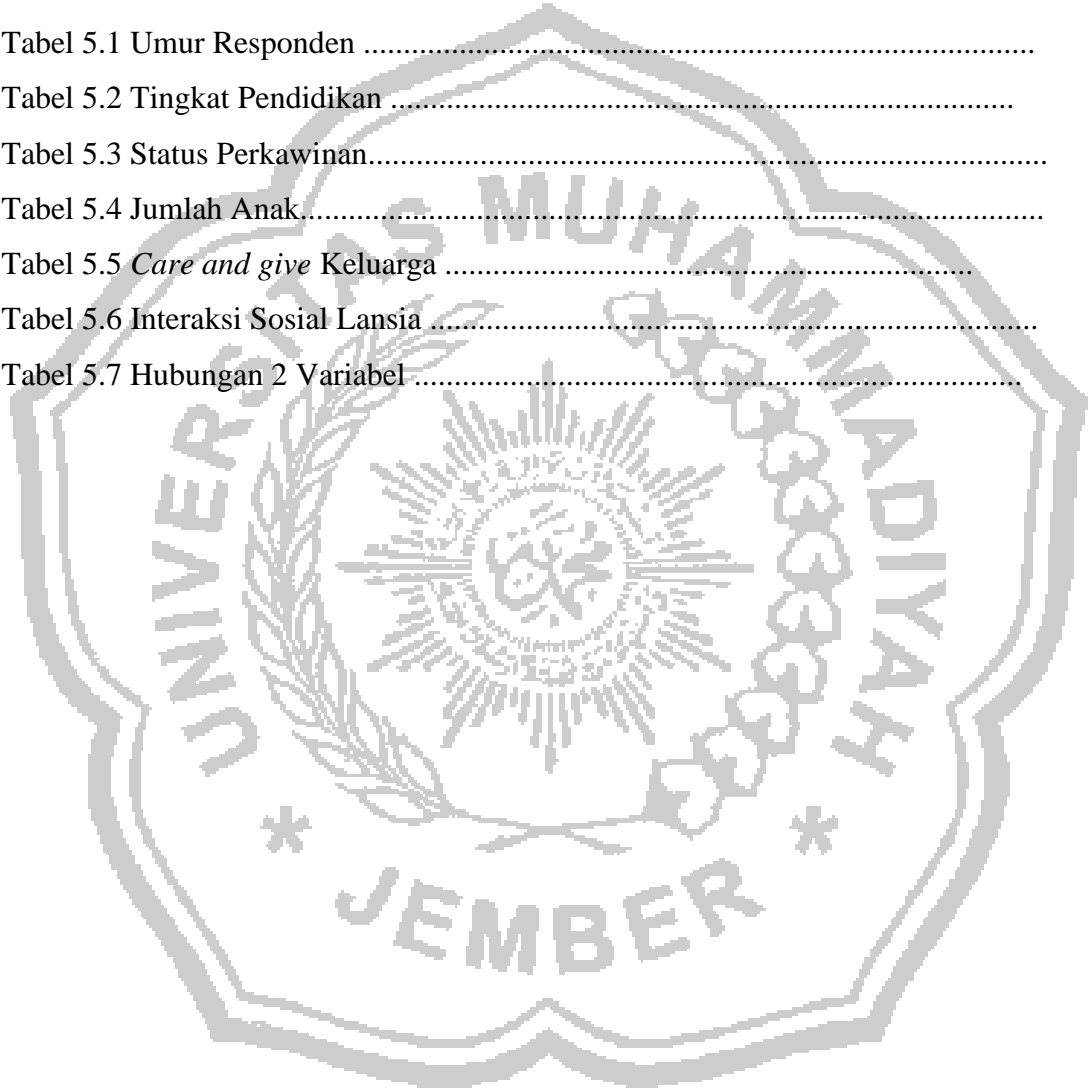 Tabel 5.1 Umur Responden ....................................................................................
Tabel 5.2 Tingkat Pendidikan ..............................................................................
Tabel 5.3 Status Perkawinan.....................................................................................
Tabel 5.4 Jumlah Anak.............................................................................................
Tabel 5.5 Care and give Keluarga ..................................................................
Tabel 5.6 Interaksi Sosial Lansia ............................................................................
Tabel 5.7 Hubungan 2 Variabel ............................................................................
UNIVERSITAS MUHAMMADIYAH
* JEMBER *